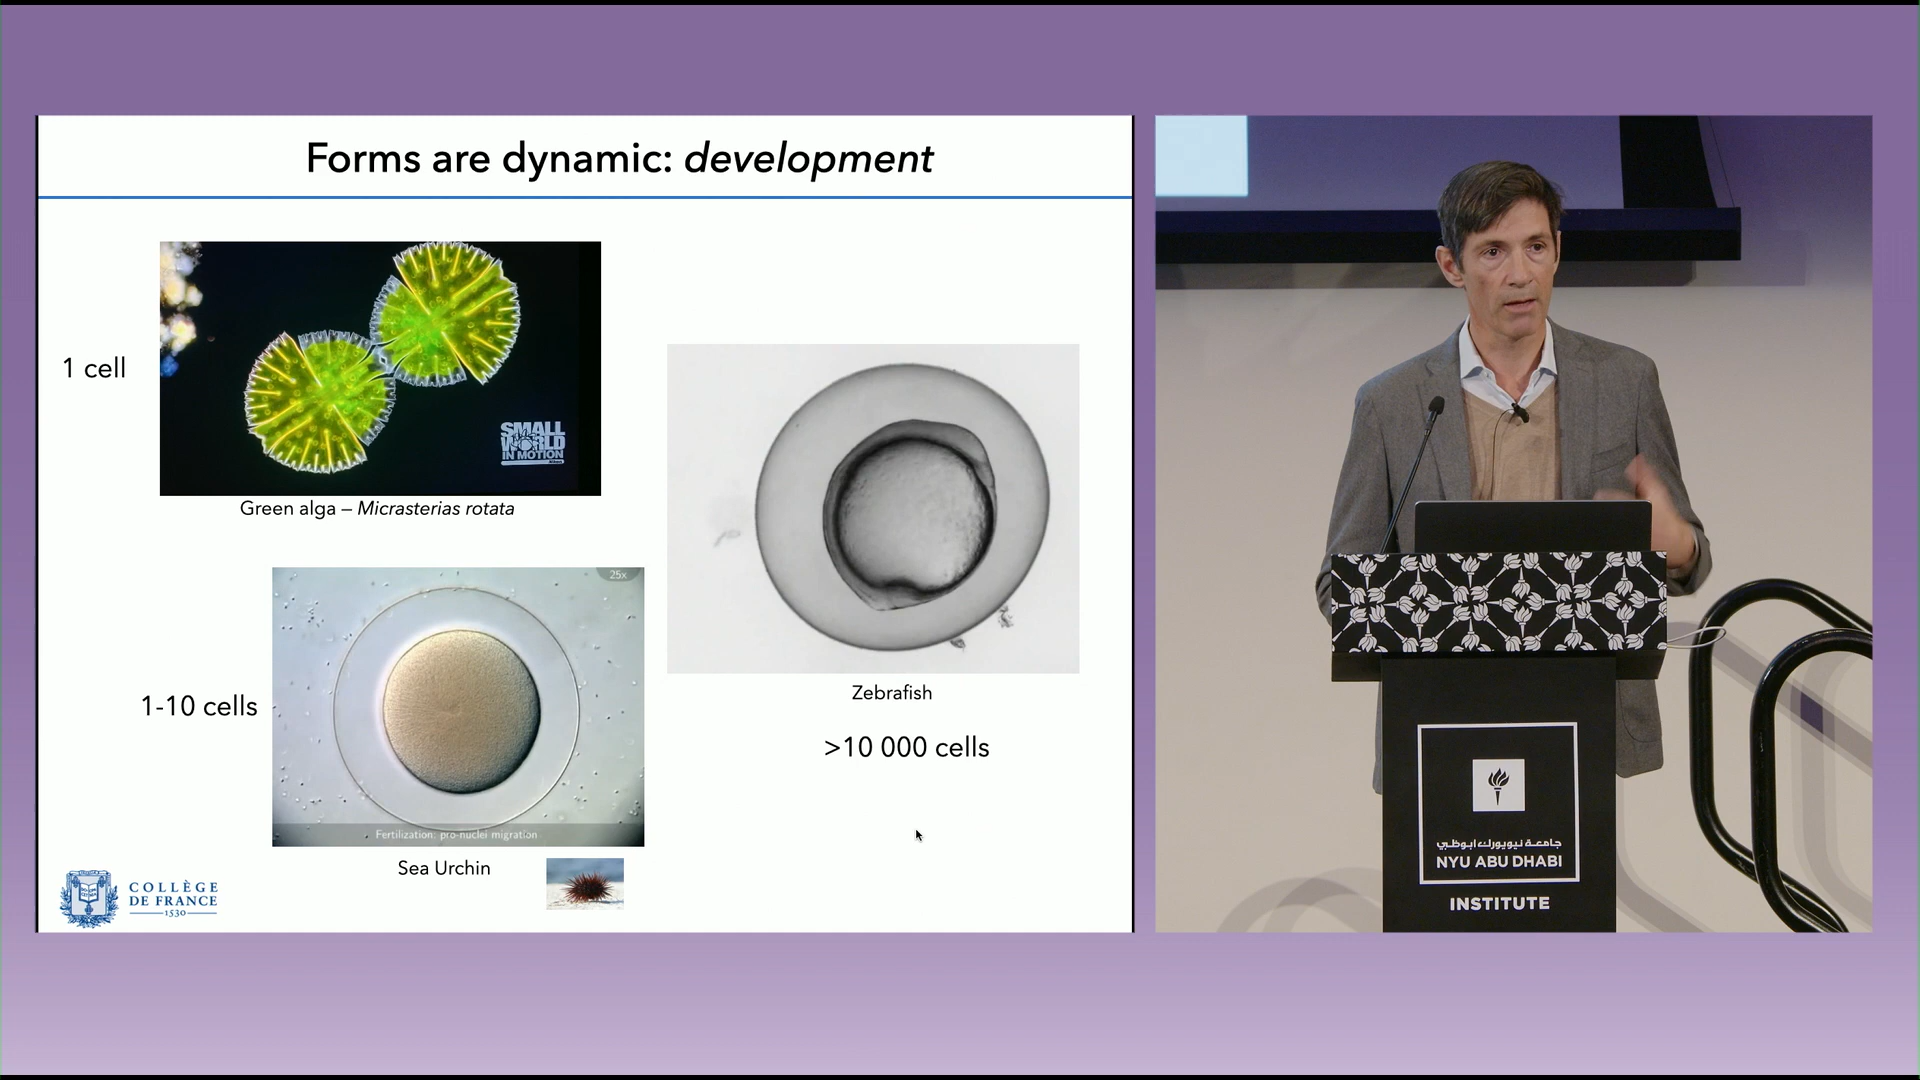 Forms are dynamic: development
1 cell
SMALL
WORLD
IN MOTION
Green alga – Micrasterias rotata
25x
1-10 cells
Fertilization: pro-nuclei migration
Sea Urchin
Zebrafish
>10 000 cells
COLLÈGE
DE FRANCE
1530
جامعة نيويورك أبوظبي
NYU ABU DHABI
INSTITUTE